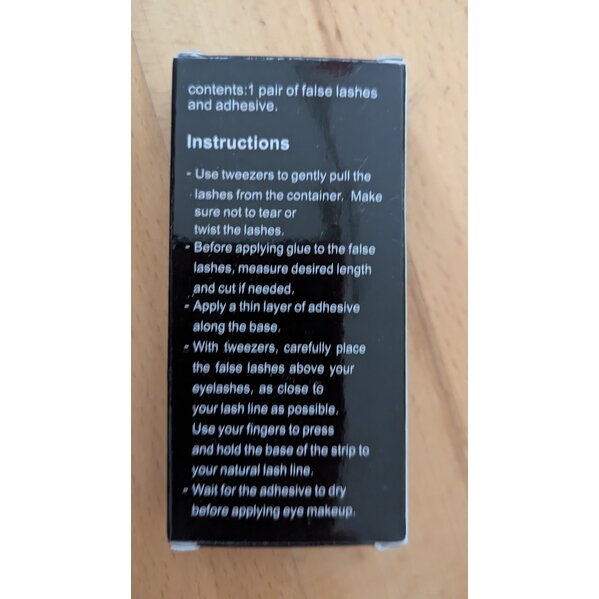 contents:1 pair of false lashes
and adhesive.
Instructions
- Use tweezers to gently pull the
lashes from the container. Make
sure not to tear or
twist the lashes.
- Before applying glue to the false
lashes, measure desired length
and cut if needed.
- Apply a thin layer of adhesive
along the base.
- With tweezers, carefully place
the false lashes above your
eyelashes, as close to
your lash line as possible.
Use your fingers to press
and hold the base of the strip to
your natural lash line.
- Wait for the adhesive to dry
before applying eye makeup.